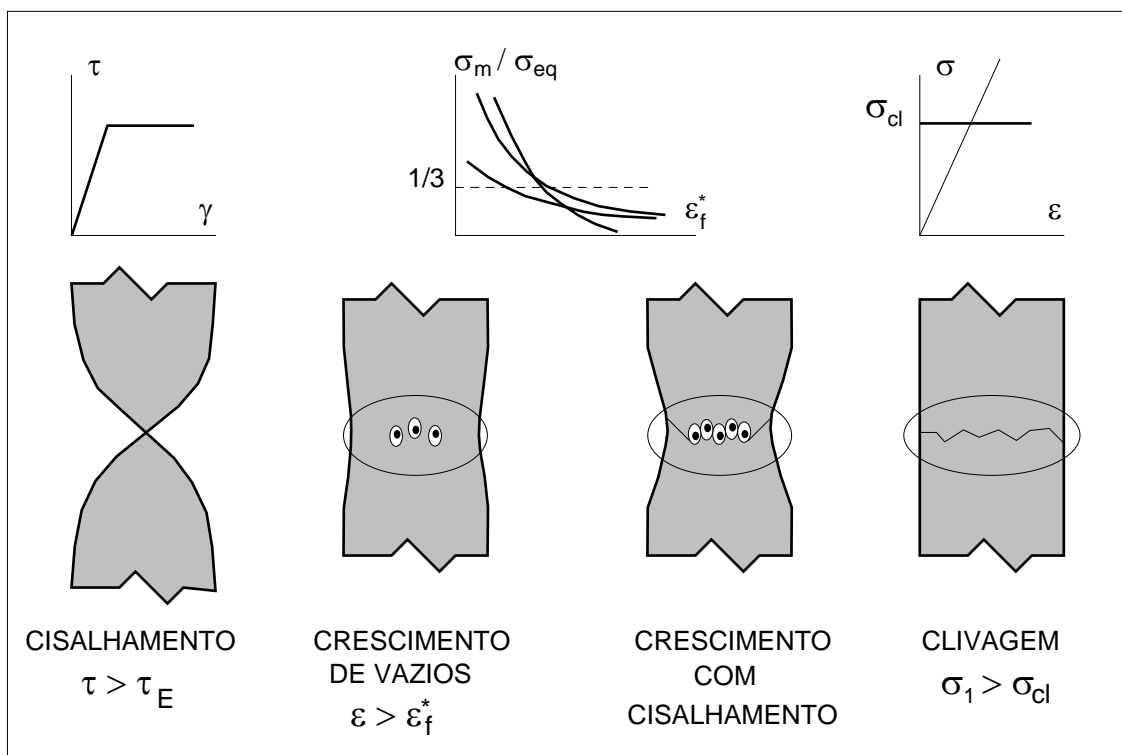 τ
γ
σm / σeq
1/3
ε*f
σ
σcl
ε
CISALHAMENTO
τ > τE
CRESCIMENTO
DE VAZIOS
ε > ε*f
CRESCIMENTO
COM
CISALHAMENTO
CLIVAGEM
σ1 > σcl